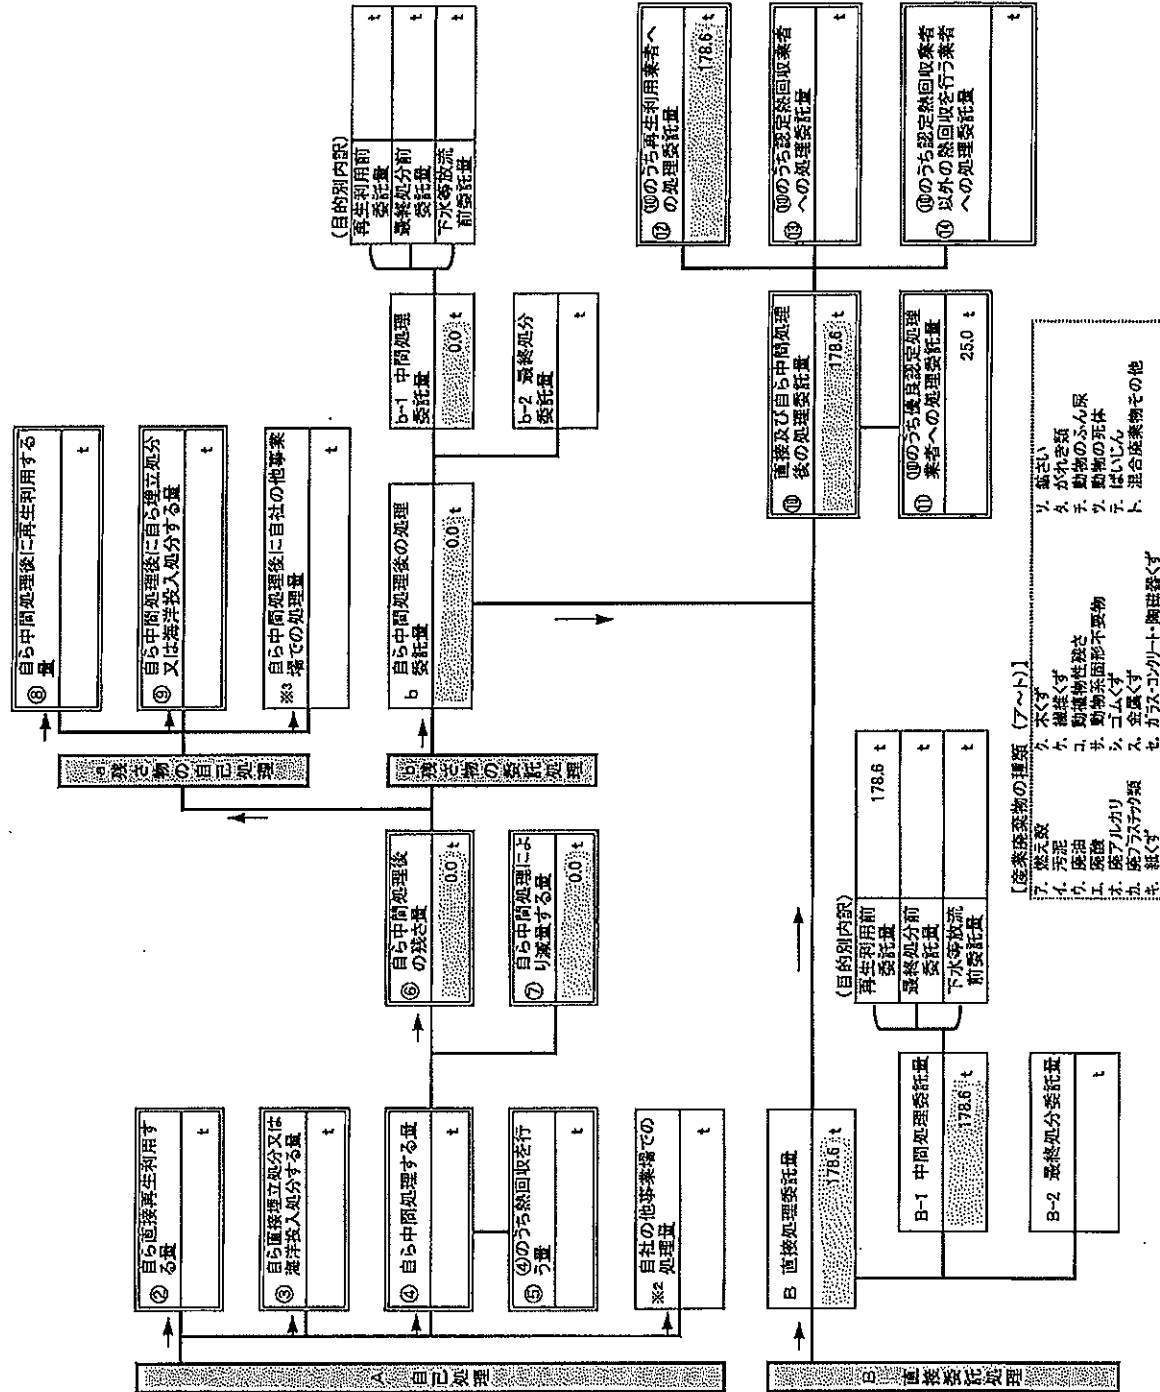 A 自己処理
② 自ら直接再生利用す
る量
t
③ 自ら直接埋立処分又は
海洋投入処分する量
t
④ 自ら中間処理する量
t
⑤ ④のうち熱回収を行
う量
t
※2 自社の他事業場での
処理量
t
⑥ 自ら中間処理後
の残さ量
0.0 t
⑦ 自ら中間処理によ
り減量する量
0.0 t
a 残さ物の自己処理
⑧ 自ら中間処理後に再生利用する
量
t
⑨ 自ら中間処理後に自ら埋立処分
又は海洋投入処分する量
t
※3 自ら中間処理後に自社の他事業
場での処理量
t
b 残さ物の委託処理
b 自ら中間処理後の処理
委託量
0.0 t
b-1 中間処理
委託量
0.0 t
b-2 最終処分
委託量
t
(目的別内訳)
再生利用前
委託量
t
最終処分前
委託量
t
下水等放流
前委託量
t
B 直接委託処理
B 直接処理委託量
178.6 t
B-1 中間処理委託量
178.6 t
B-2 最終処分委託量
t
(目的別内訳)
再生利用前
委託量
178.6 t
最終処分前
委託量
t
下水等放流
前委託量
t
⑩ 直接及び自ら中間処理
後の処理委託量
178.6 t
⑪ ⑩のうち優良認定処理
業者への処理委託量
25.0 t
⑫ ⑩のうち再生利用業者へ
の処理委託量
178.6 t
⑬ ⑩のうち認定熱回収業者
への処理委託量
t
⑭ ⑩のうち認定熱回収業者
以外の熱回収を行う業者
への処理委託量
t
[産業廃棄物の種類 (ア~ト)]
ア. 燃え殻
イ. 汚泥
ウ. 廃油
エ. 廃酸
オ. 廃アルカリ
カ. 廃プラスチック類
キ. 紙くず
ク. 木くず
ケ. 繊維くず
コ. 動植物性残さ
サ. 動物系固形不要物
シ. ゴムくず
ス. 金属くず
セ. ガラス・コンクリート・陶磁器くず
ソ. 鉱さい
タ. がれき類
チ. 動物のふん尿
ツ. 動物の死体
テ. ばいじん
ト. 混合廃棄物その他